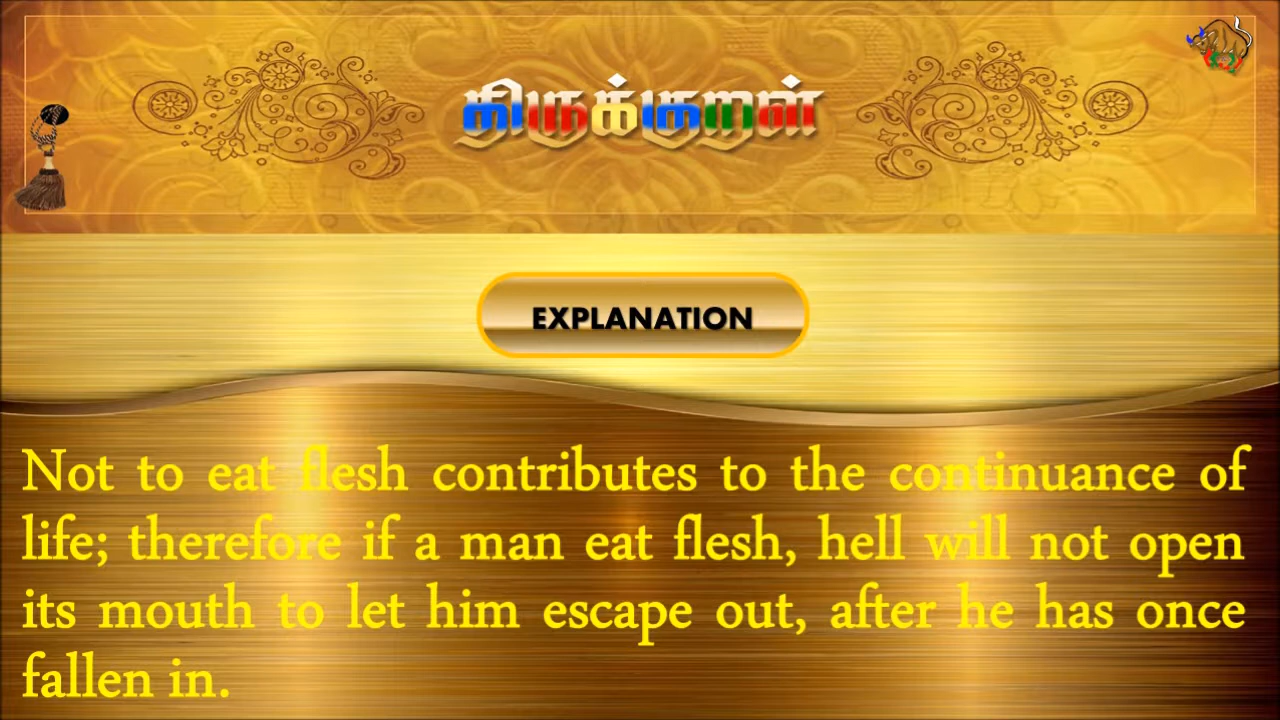 திருக்குறள்
EXPLANATION
Not to eat flesh contributes to the continuance of
life; therefore if a man eat flesh, hell will not open
its mouth to let him escape out, after he has once
fallen in.